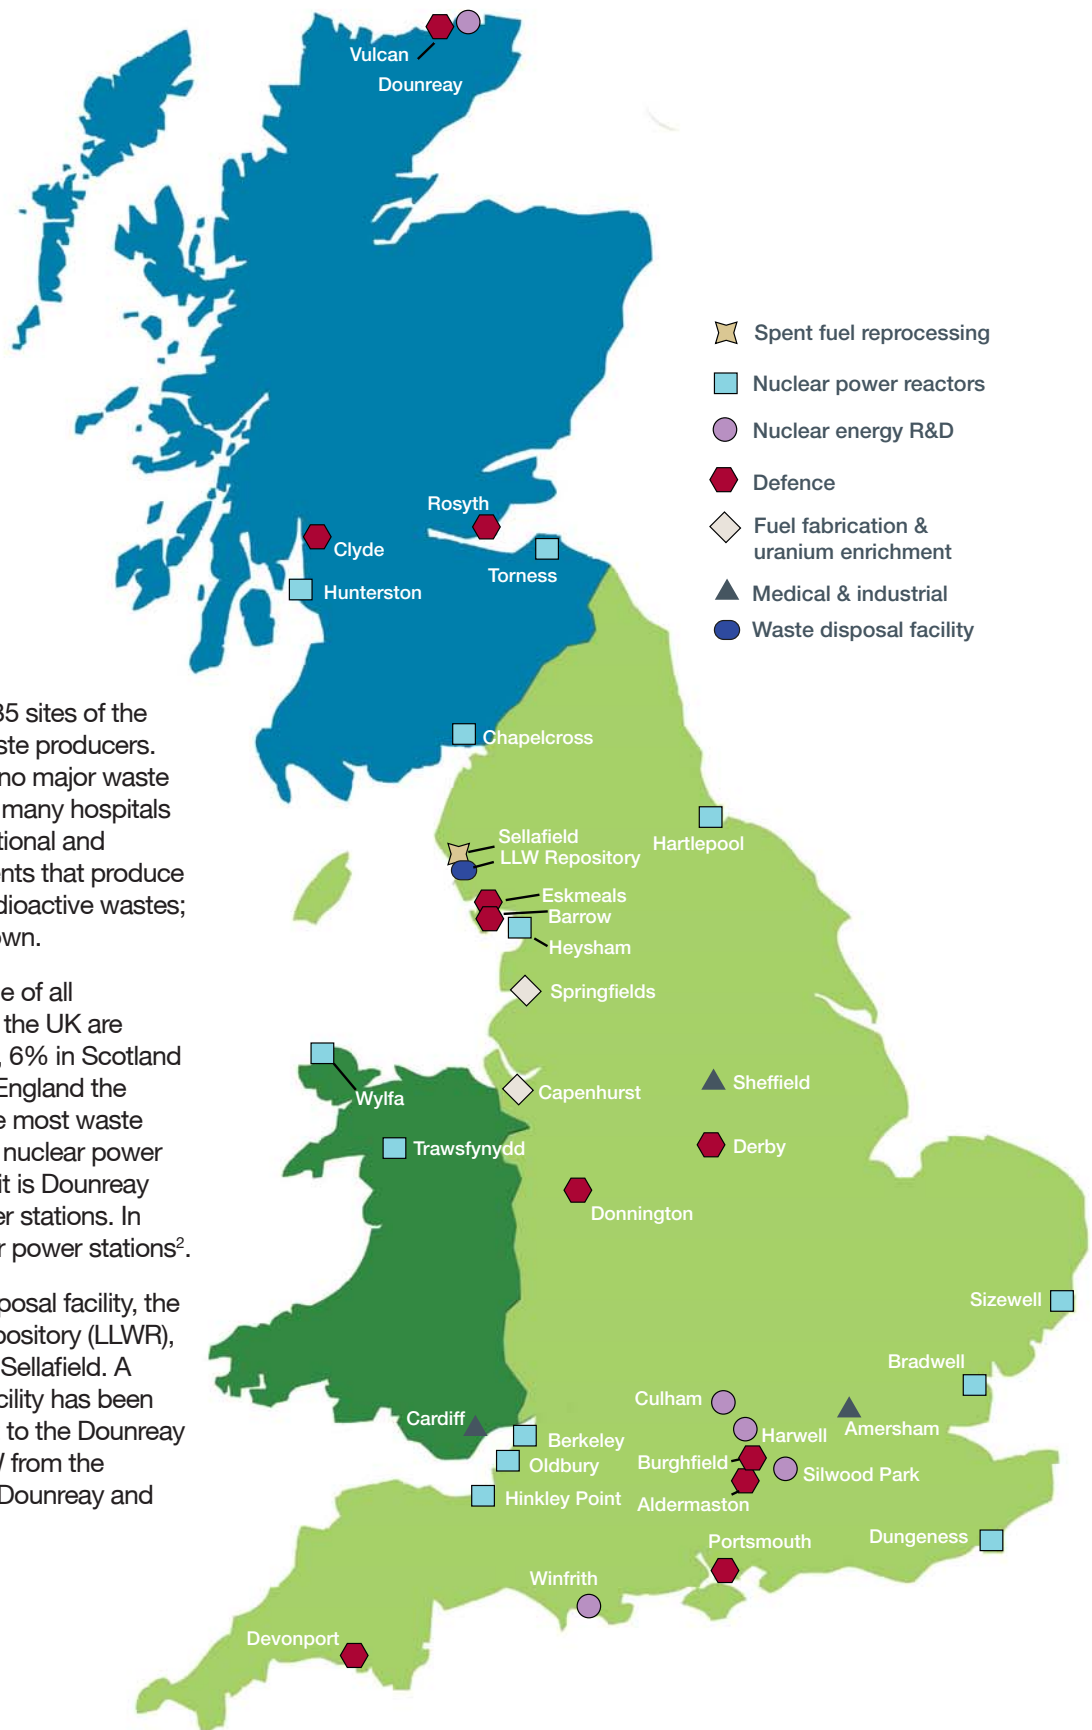 Vulcan
Dounreay
Spent fuel reprocessing
Nuclear power reactors
Nuclear energy R&D
Defence
Fuel fabrication &
uranium enrichment
Medical & industrial
Waste disposal facility
Rosyth
Clyde
Torness
Hunterston
Chapelcross
Hartlepool
Sellafield
LLW Repository
Eskmeals
Barrow
Heysham
Springfields
Wylfa
Capenhurst
Sheffield
Trawsfynydd
Derby
Donnington
Sizewell
Bradwell
Culham
Cardiff
Amersham
Harwell
Berkeley
Oldbury
Burghfield
Silwood Park
Hinkley Point
Aldermaston
Portsmouth
Dungeness
Winfrith
Devonport
35 sites of the
ste producers.
no major waste
many hospitals
tional and
nts that produce
dioactive wastes;
own.
e of all
the UK are
, 6% in Scotland
England the
e most waste
nuclear power
it is Dounreay
er stations. In
r power stations².
posal facility, the
pository (LLWR),
Sellafield. A
cility has been
to the Dounreay
/ from the
Dounreay and